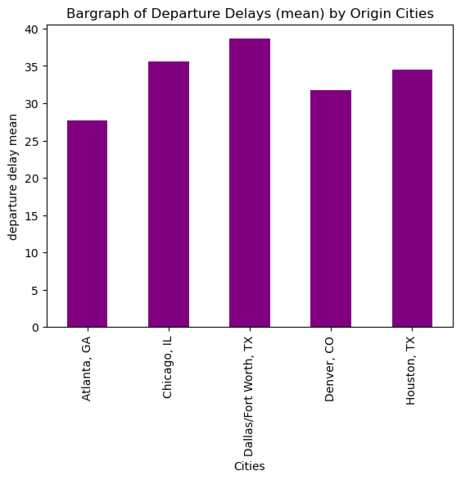 Bargraph of Departure Delays (mean) by Origin Cities
departure delay mean
40
35
30
25
20
15
10
5
0
Atlanta, GA
Chicago, IL
Dallas/Fort Worth, TX
Denver, CO
Houston, TX
Cities